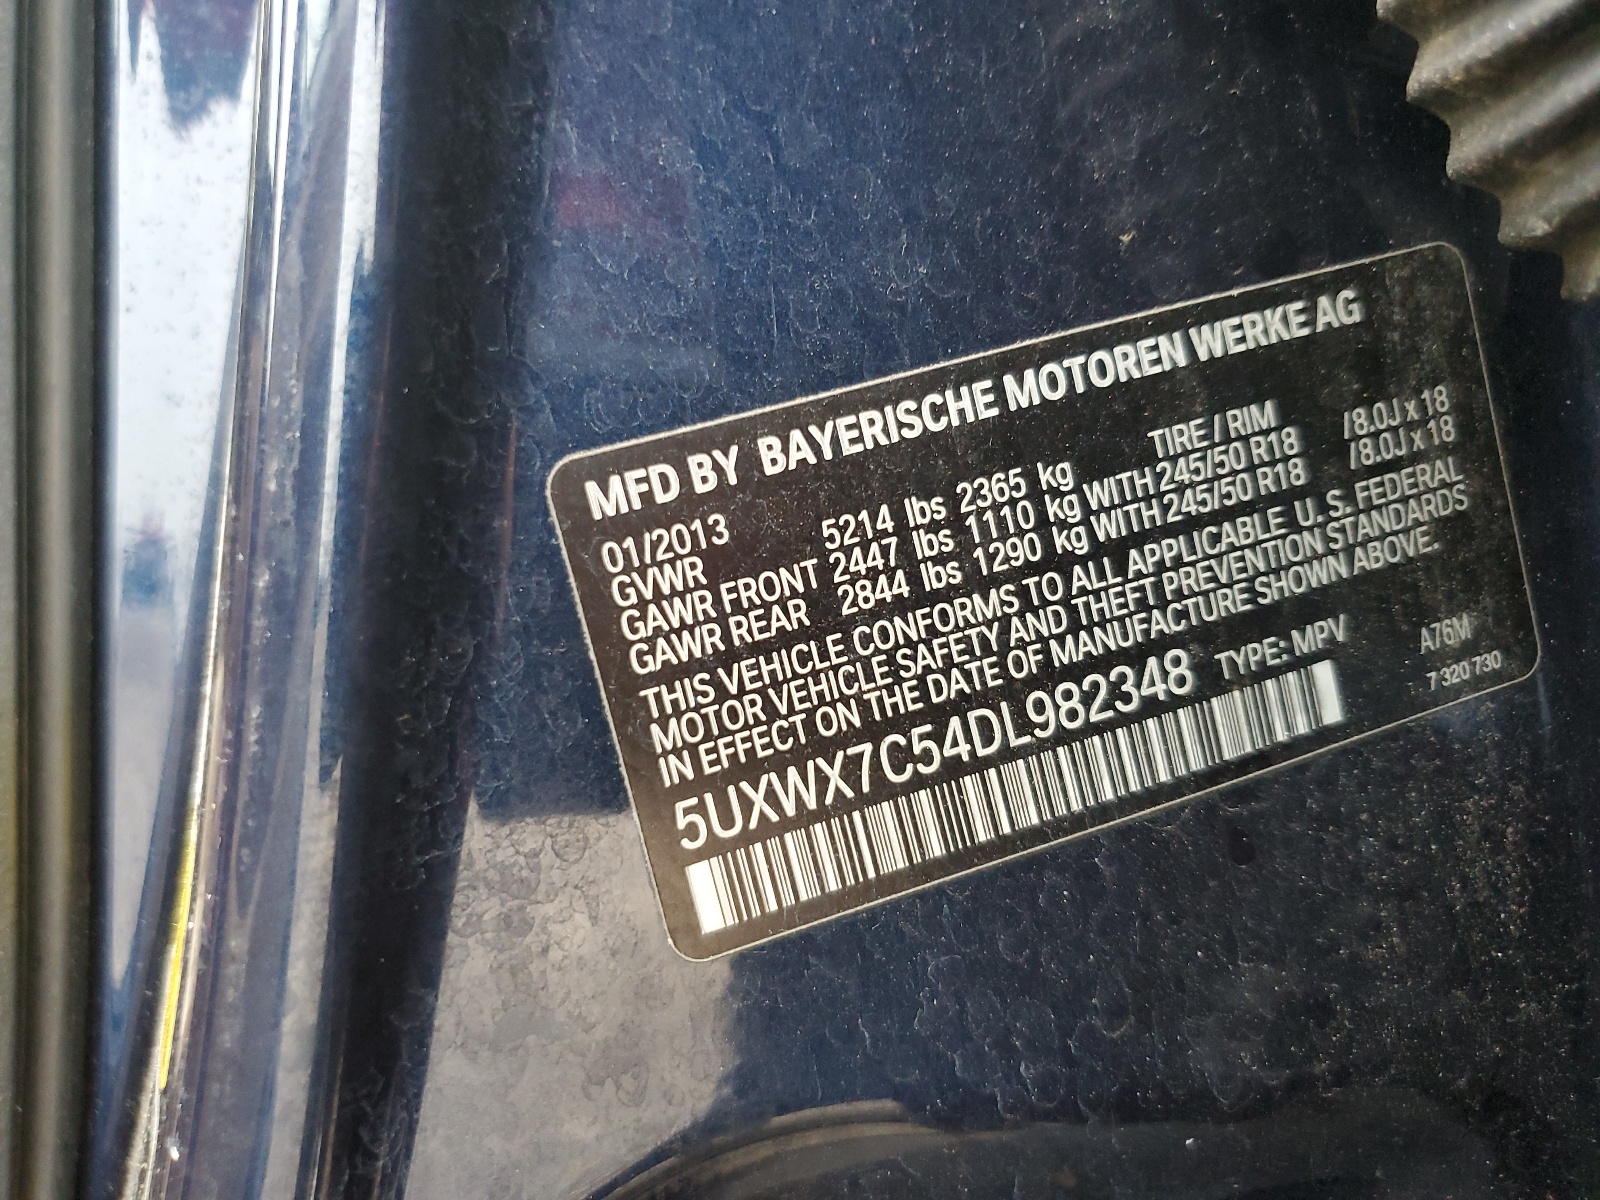 MFD BY BAYERISCHE MOTOREN WERKE AG
01/2013 TIRE / RIM
GVWR 5214 lbs 2365 kg
GAWR FRONT 2447 lbs 1110 kg WITH 245/50 R18 /8.0J x 18
GAWR REAR 2844 lbs 1290 kg WITH 245/50 R18 /8.0J x 18
THIS VEHICLE CONFORMS TO ALL APPLICABLE U.S. FEDERAL
MOTOR VEHICLE SAFETY AND THEFT PREVENTION STANDARDS
IN EFFECT ON THE DATE OF MANUFACTURE SHOWN ABOVE.
5UXWX7C54DL982348 TYPE: MPV A76M
7 320 730